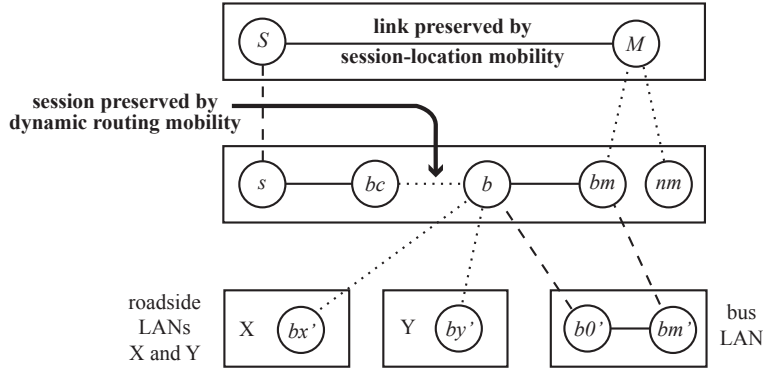 link preserved by
S
M
session-location mobility
session preserved by
dynamic routing mobility
s
bc
b
bm
nm
roadside
LANs
X and Y
X
bx’
Y
by’
b0’
bm’
bus
LAN